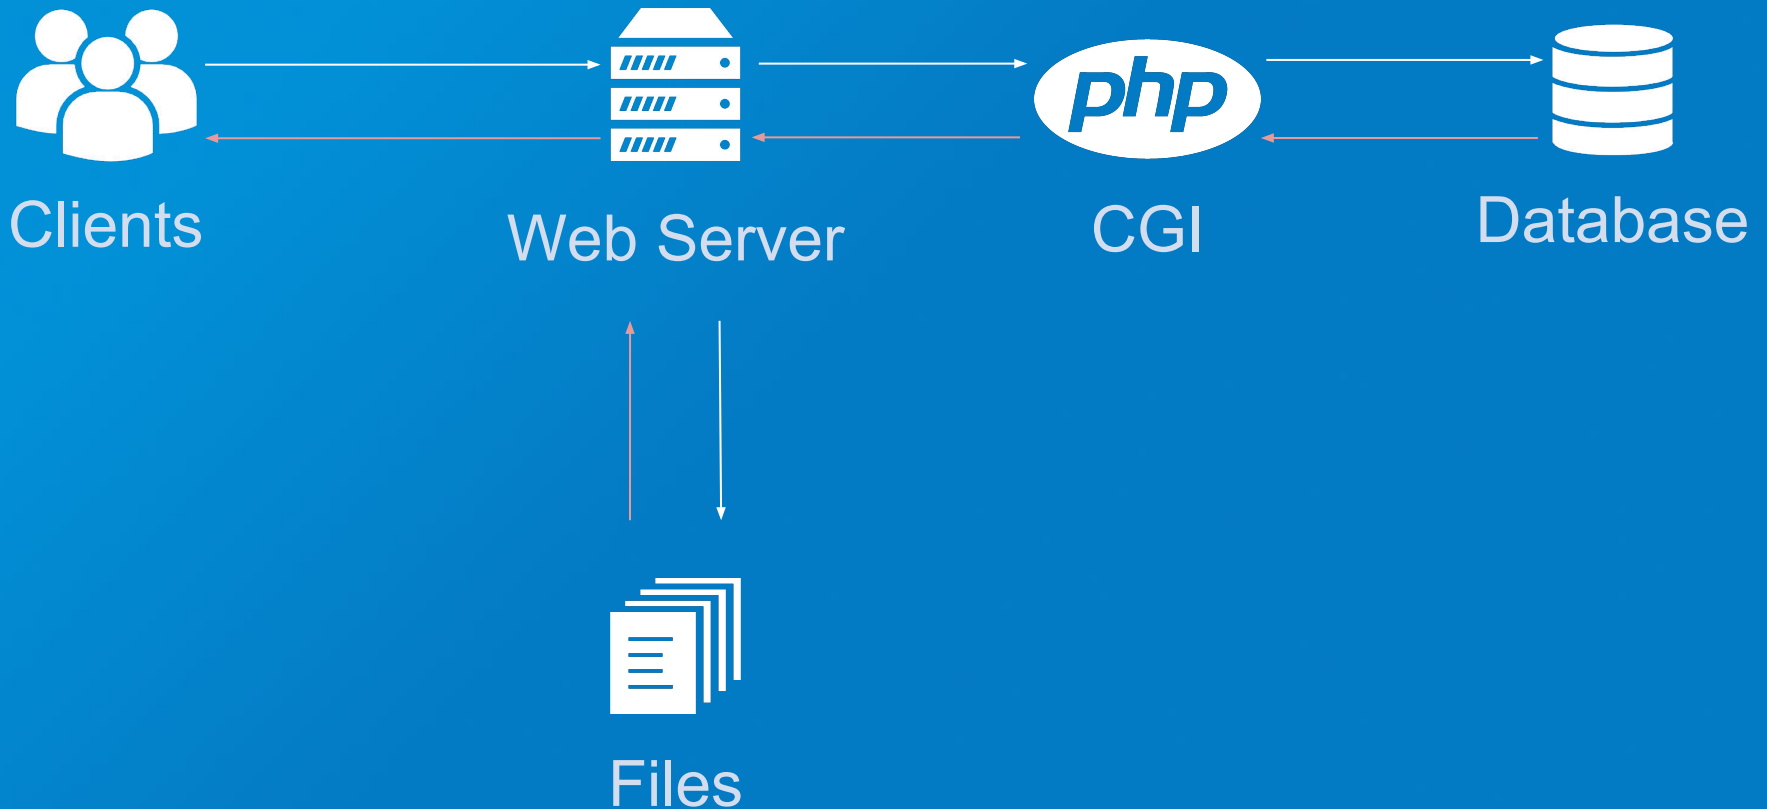 php
Clients
Web Server
CGI
Database
Files